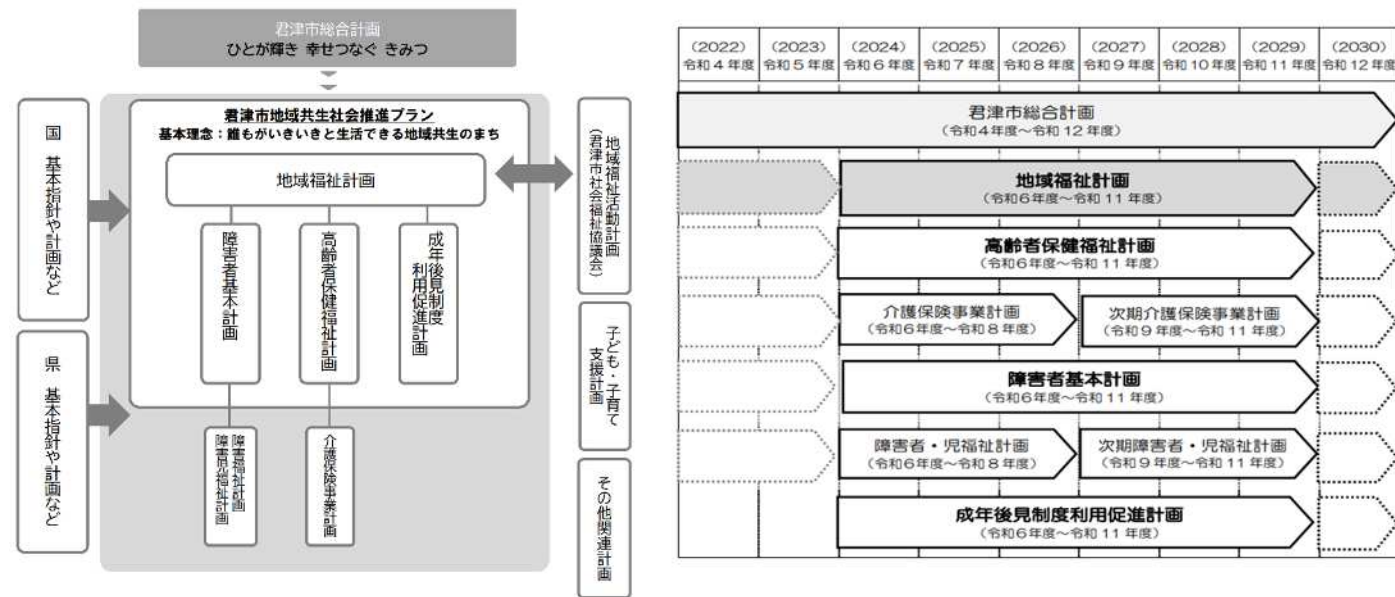 君津市総合計画
ひとが輝き 幸せつなぐ きみつ
君津市地域共生社会推進プラン
基本理念：誰もがいきいきと生活できる地域共生のまち
地域福祉計画
障害者基本計画
高齢者保健福祉計画
成年後見制度
利用促進計画
障害福祉計画
障害児福祉計画
介護保険事業計画
国 基本指針や計画など
県 基本指針や計画など
地域福祉活動計画
（君津市社会福祉協議会）
子ども・子育て
支援計画
その他関連計画
（2022） （2023） （2024） （2025） （2026） （2027） （2028） （2029） （2030）
令和4年度 令和5年度 令和6年度 令和7年度 令和8年度 令和9年度 令和10年度 令和11年度 令和12年度
君津市総合計画
（令和4年度～令和12年度）
地域福祉計画
（令和6年度～令和11年度）
高齢者保健福祉計画
（令和6年度～令和11年度）
介護保険事業計画
（令和6年度～令和8年度）
次期介護保険事業計画
（令和9年度～令和11年度）
障害者基本計画
（令和6年度～令和11年度）
障害者・児福祉計画
（令和6年度～令和8年度）
次期障害者・児福祉計画
（令和9年度～令和11年度）
成年後見制度利用促進計画
（令和6年度～令和11年度）